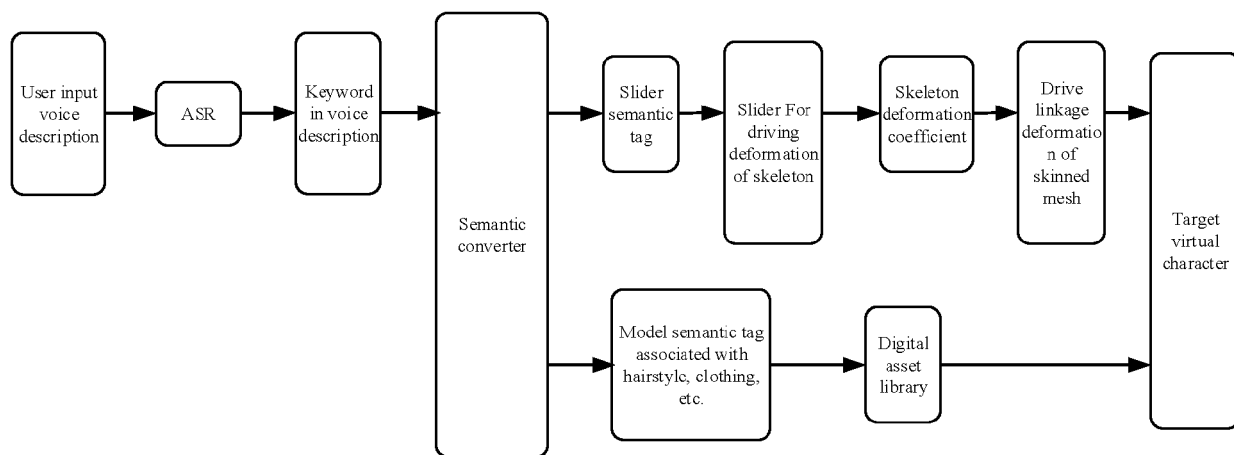 User input
voice
description
ASR
Keyword
in voice
description
Semantic
converter
Slider
semantic
tag
Slider For
driving
deformation
of skeleton
Skeleton
deformation
coefficient
Drive
linkage
deformatio
n of
skinned
mesh
Target
virtual
character
Model semantic tag
associated with
hairstyle, clothing,
etc.
Digital
asset
library